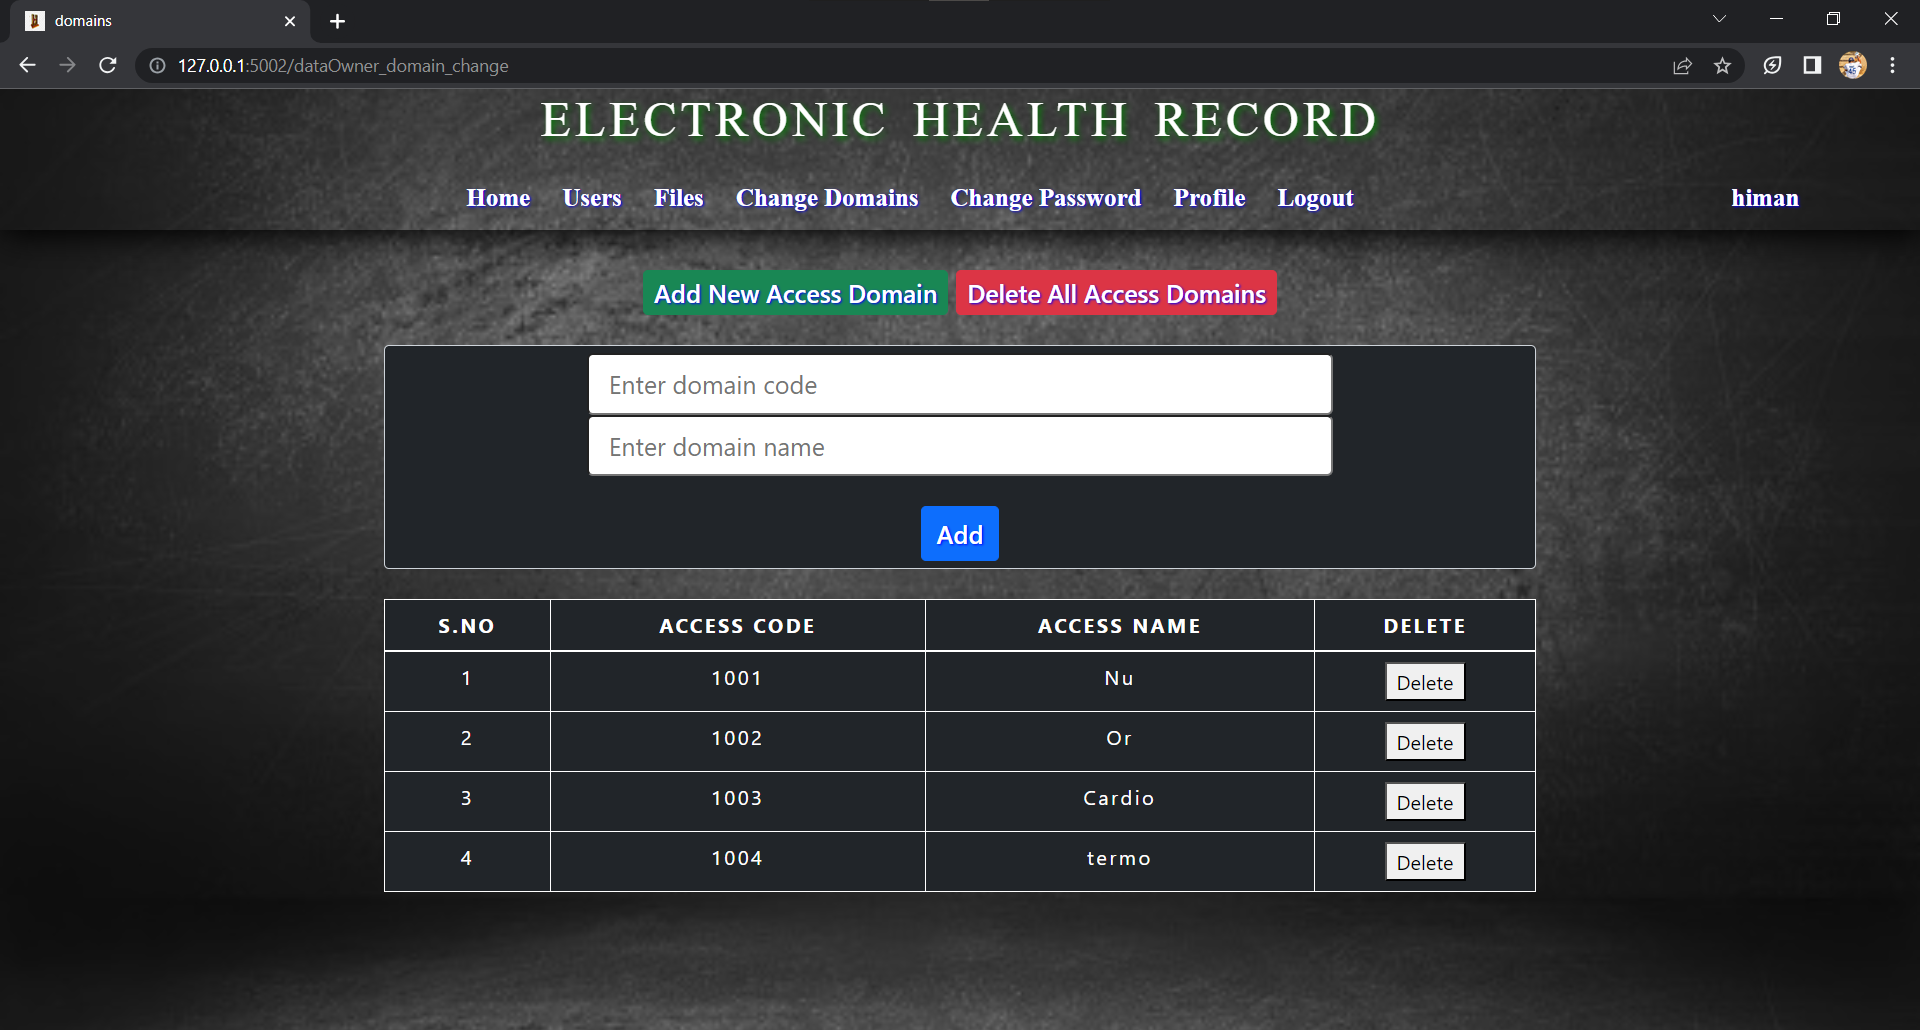 domains
127.0.0.1:5002/dataOwner_domain_change
ELECTRONIC HEALTH RECORD
Home Users Files Change Domains Change Password Profile Logout himan
Add New Access Domain Delete All Access Domains
Enter domain code
Enter domain name
Add
S.NO ACCESS CODE ACCESS NAME DELETE
1 1001 Nu Delete
2 1002 Or Delete
3 1003 Cardio Delete
4 1004 termo Delete